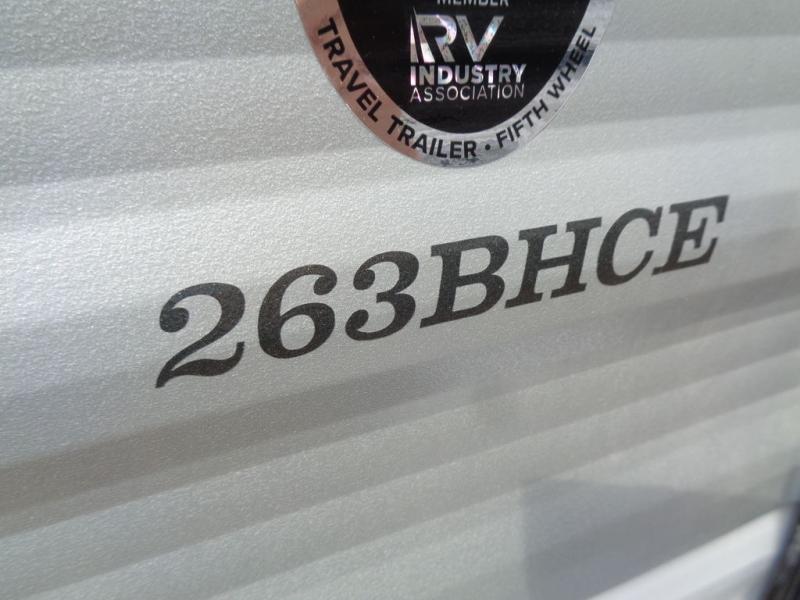 MEMBER
RV
INDUSTRY
ASSOCIATION
TRAVEL TRAILER • FIFTH WHEEL
263BHCE